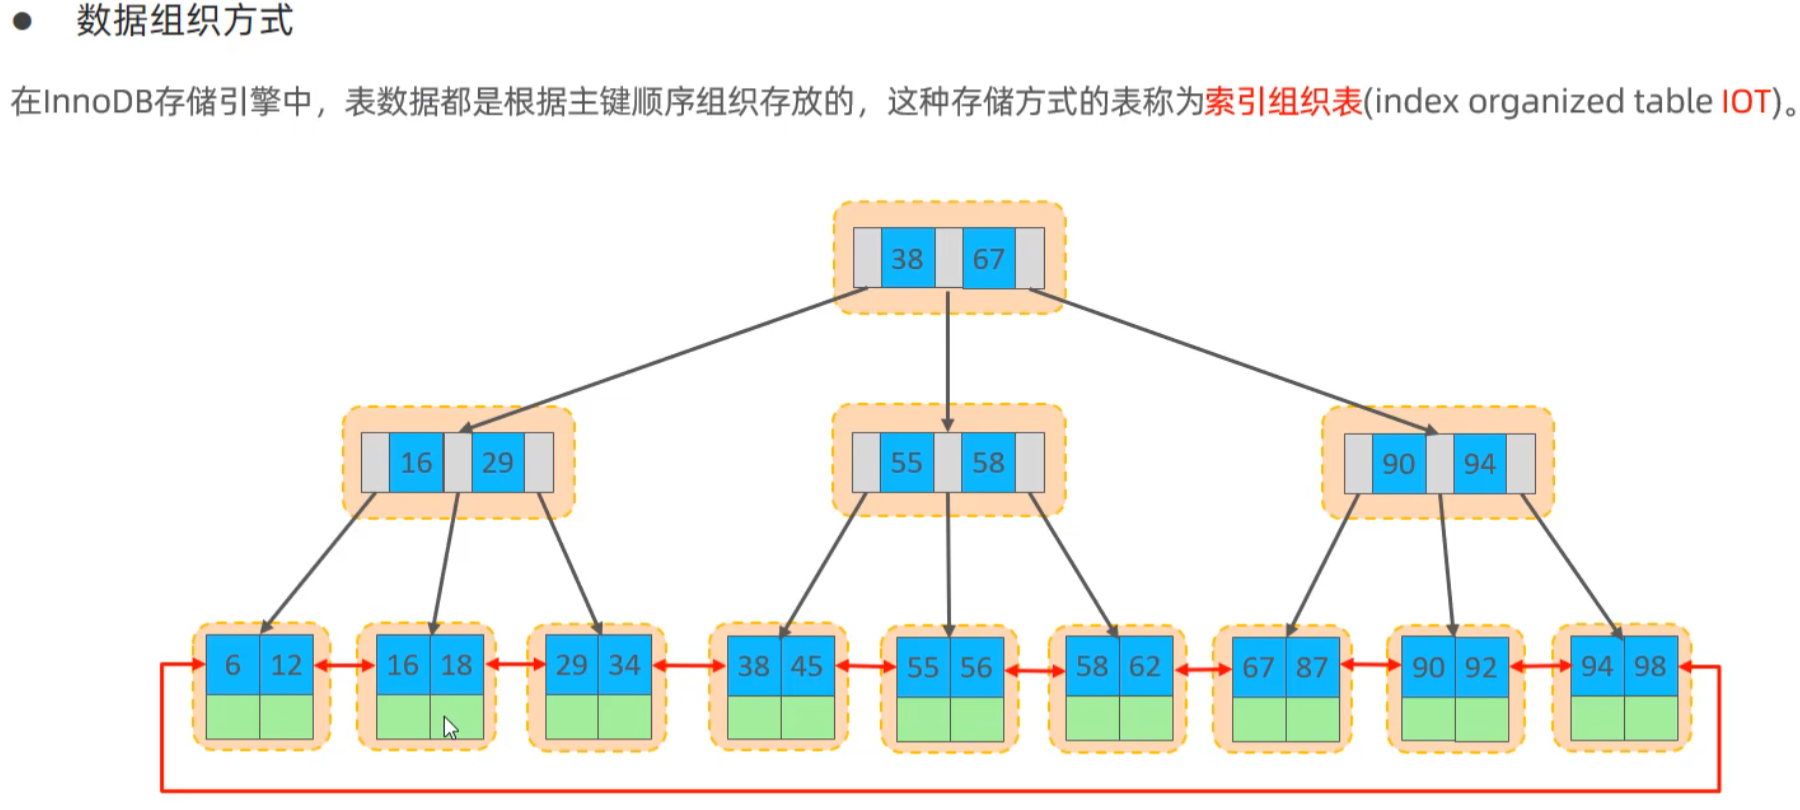 ● 数据组织方式
在InnoDB存储引擎中，表数据都是根据主键顺序组织存放的，这种存储方式的表称为索引组织表(index organized table IOT)。
38 67
16 29 55 58 90 94
6 12 16 18 29 34 38 45 55 56 58 62 67 87 90 92 94 98